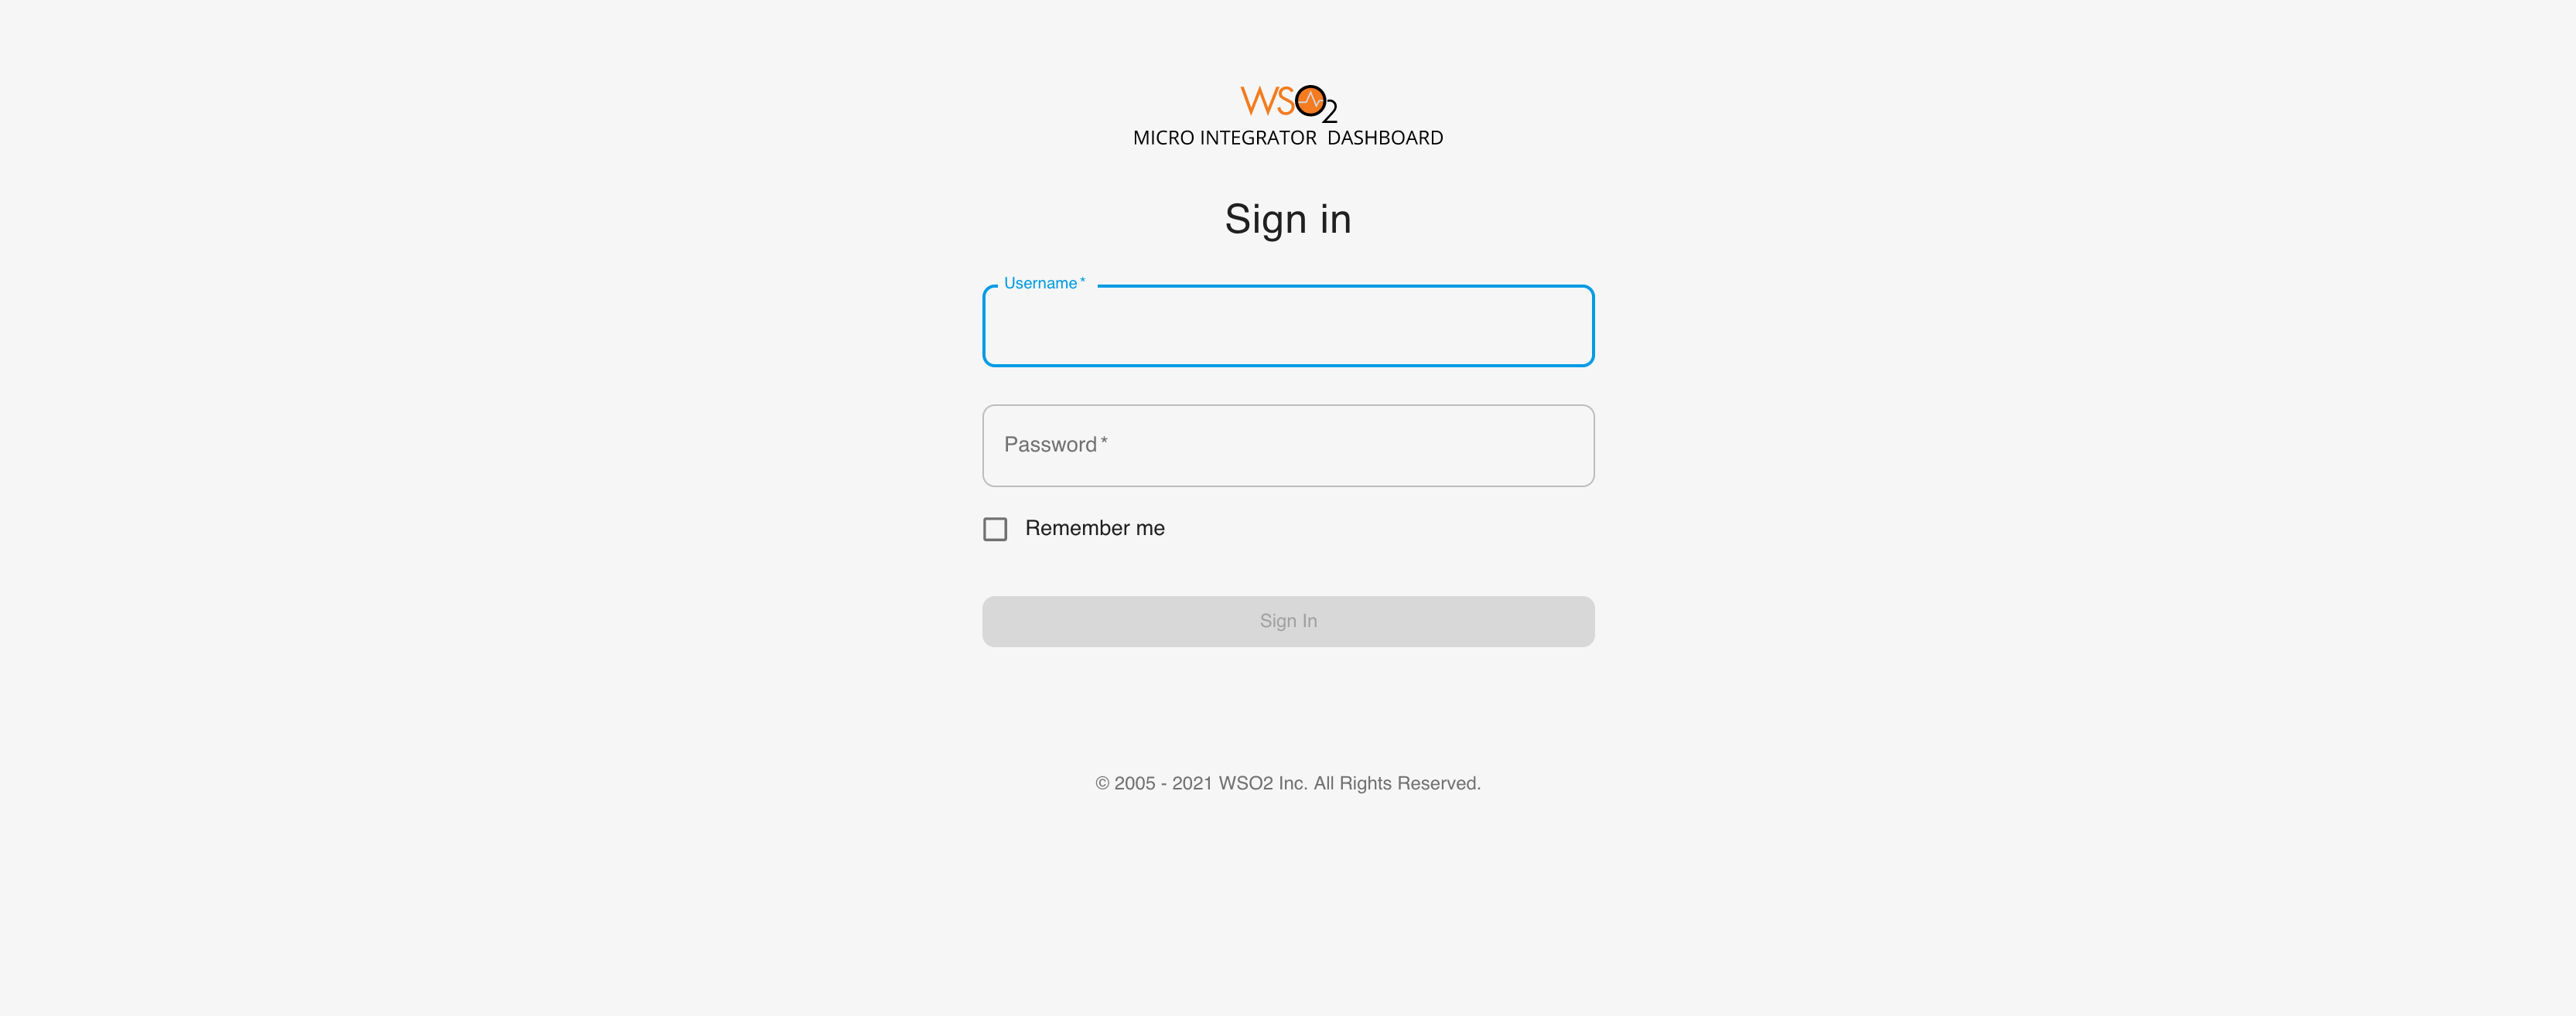 WSO2
MICRO INTEGRATOR DASHBOARD
Sign in
Username *
Password *
Remember me
Sign In
© 2005 - 2021 WSO2 Inc. All Rights Reserved.